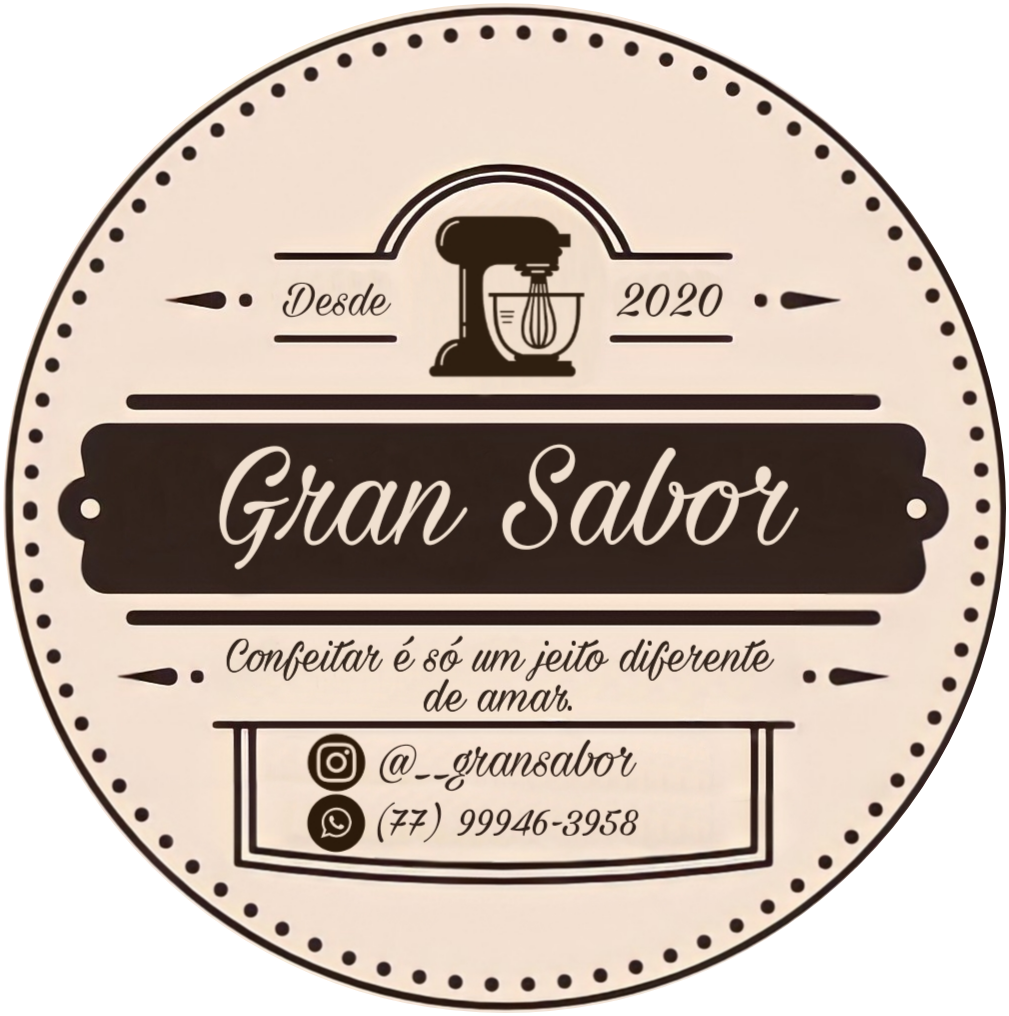 Desde 2020
Gran Sabor
Confeitar é só um jeito diferente
de amar.
@__gransabor
(77) 99946-3958